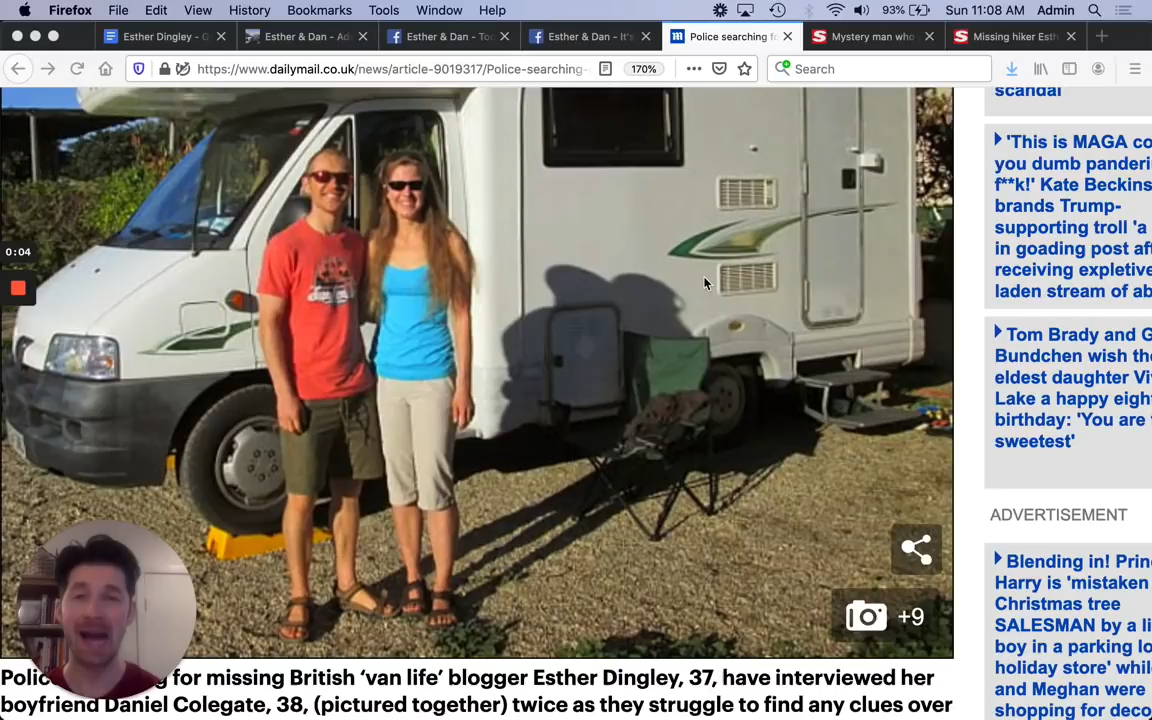 Firefox File Edit View History Bookmarks Tools Window Help 93% Sun 11:08 AM Admin
Esther Dingley - G Esther & Dan - Ad Esther & Dan - Too Esther & Dan - It's Police searching fo Mystery man who Missing hiker Esth
https://www.dailymail.co.uk/news/article-9019317/Police-searching- 170% Search
scandal
'This is MAGA co
you dumb panderi
f**k!' Kate Beckins
brands Trump-
supporting troll 'a
in goading post aft
receiving expletive
laden stream of ab
0:04
Tom Brady and G
Bundchen wish the
eldest daughter Vi
Lake a happy eigh
birthday: 'You are
sweetest'
ADVERTISEMENT
Blending in! Princ
Harry is 'mistaken
Christmas tree
SALESMAN by a li
boy in a parking lo
holiday store' while
and Meghan were
shopping for deco
+9
Polic g for missing British 'van life' blogger Esther Dingley, 37, have interviewed her
boyfriend Daniel Colegate, 38, (pictured together) twice as they struggle to find any clues over